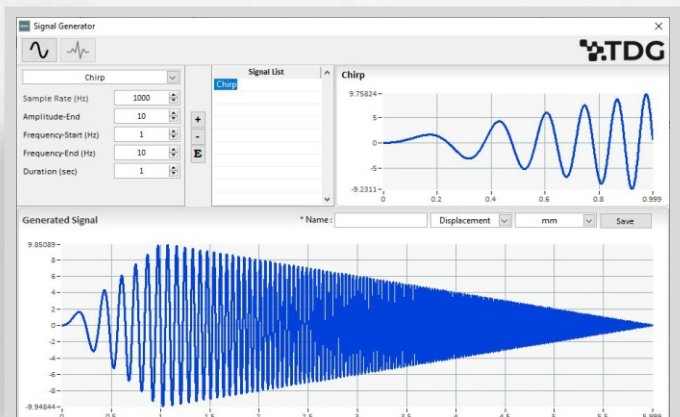 Signal Generator
TDG
Chirp
Sample Rate (Hz) 1000
Amplitude-End 10
Frequency-Start (Hz) 1
Frequency-End (Hz) 10
Duration (sec) 1
+
-
E
Signal List
Chirp
Chirp
9.75824
5
0
-5
-9.2311
0 0.2 0.4 0.6 0.8 0.999
Generated Signal * Name: Displacement mm Save
9.85089
8
6
4
2
0
-2
-4
-6
-8
-9.94844
0 0.5 1 1.5 2 2.5 3 3.5 4 4.5 5 5.5 5.999